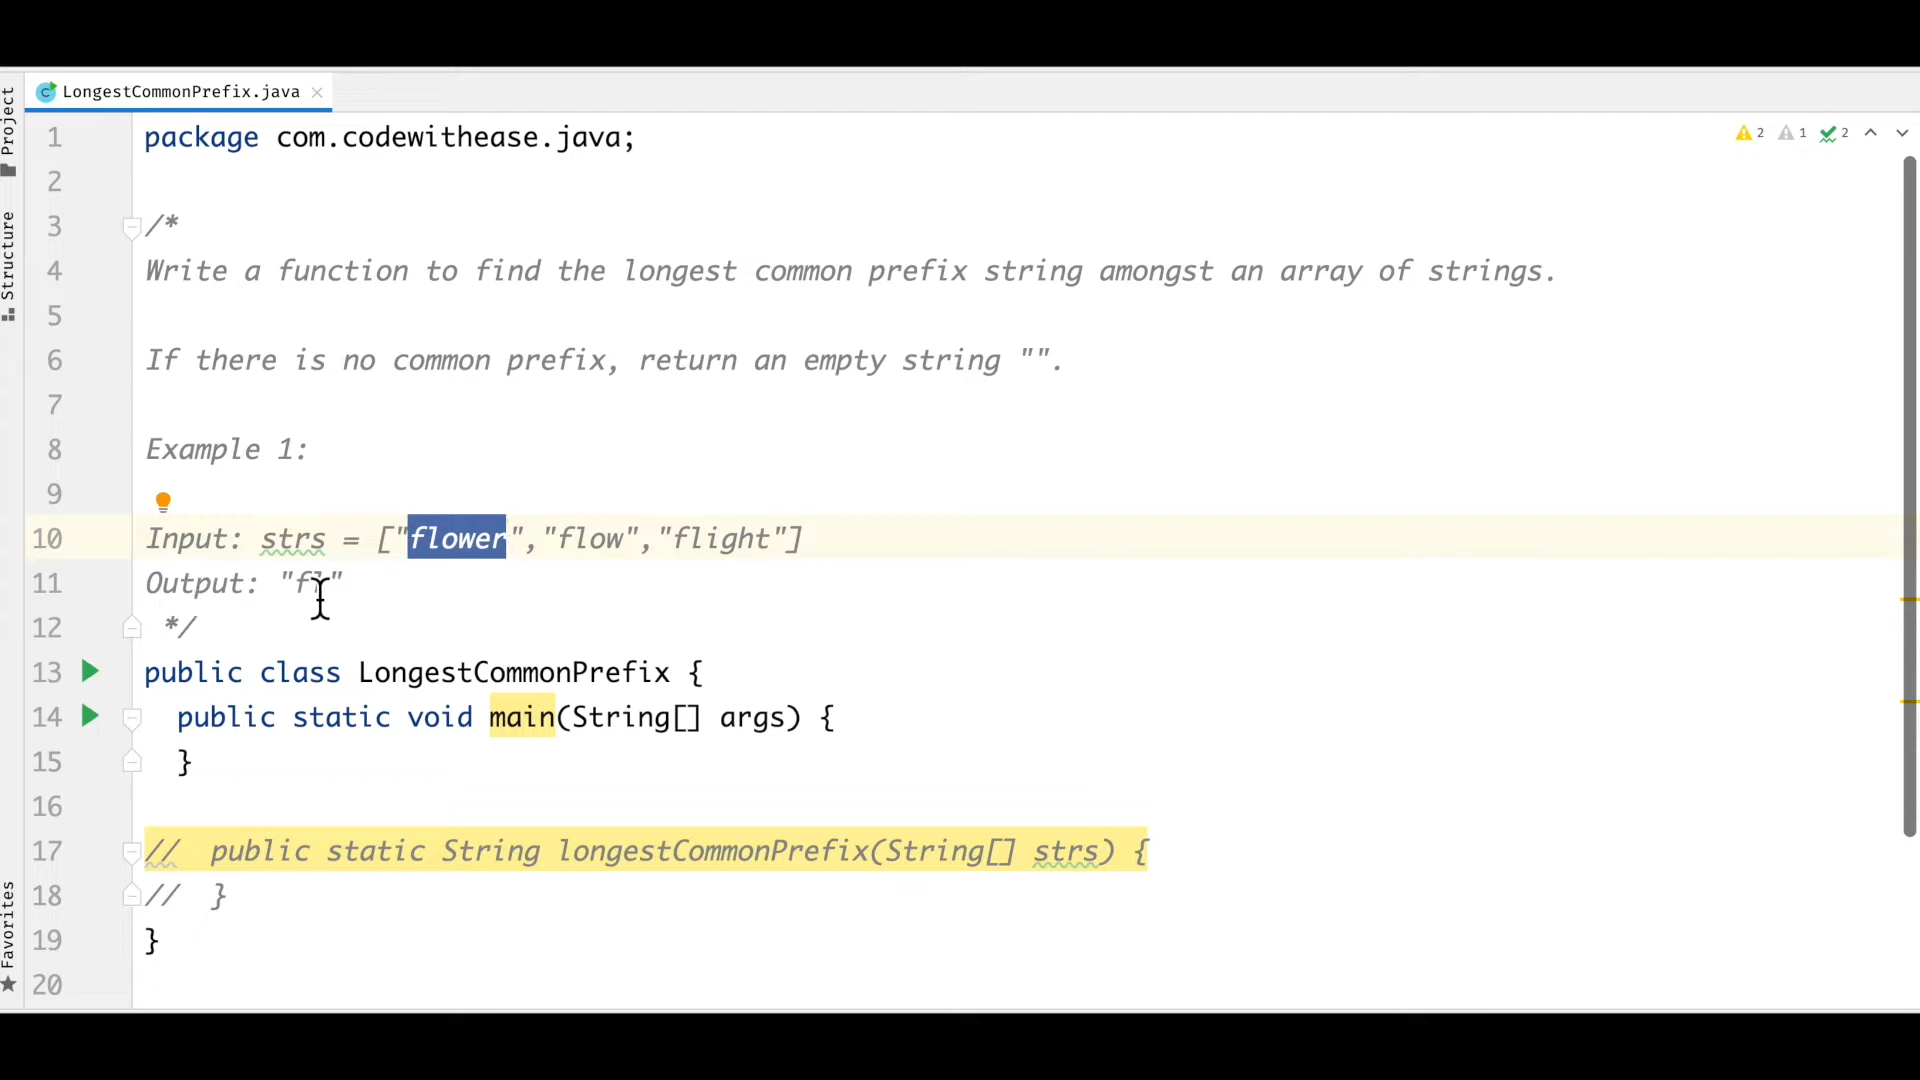 LongestCommonPrefix.java
Project
Structure
Favorites
2 1 2
1 package com.codewithease.java;
2
3 /*
4 Write a function to find the longest common prefix string amongst an array of strings.
5
6 If there is no common prefix, return an empty string "".
7
8 Example 1:
9
10 Input: strs = ["flower","flow","flight"]
11 Output: "fl"
12 */
13 public class LongestCommonPrefix {
14 public static void main(String[] args) {
15 }
16
17 // public static String longestCommonPrefix(String[] strs) {
18 // }
19 }
20